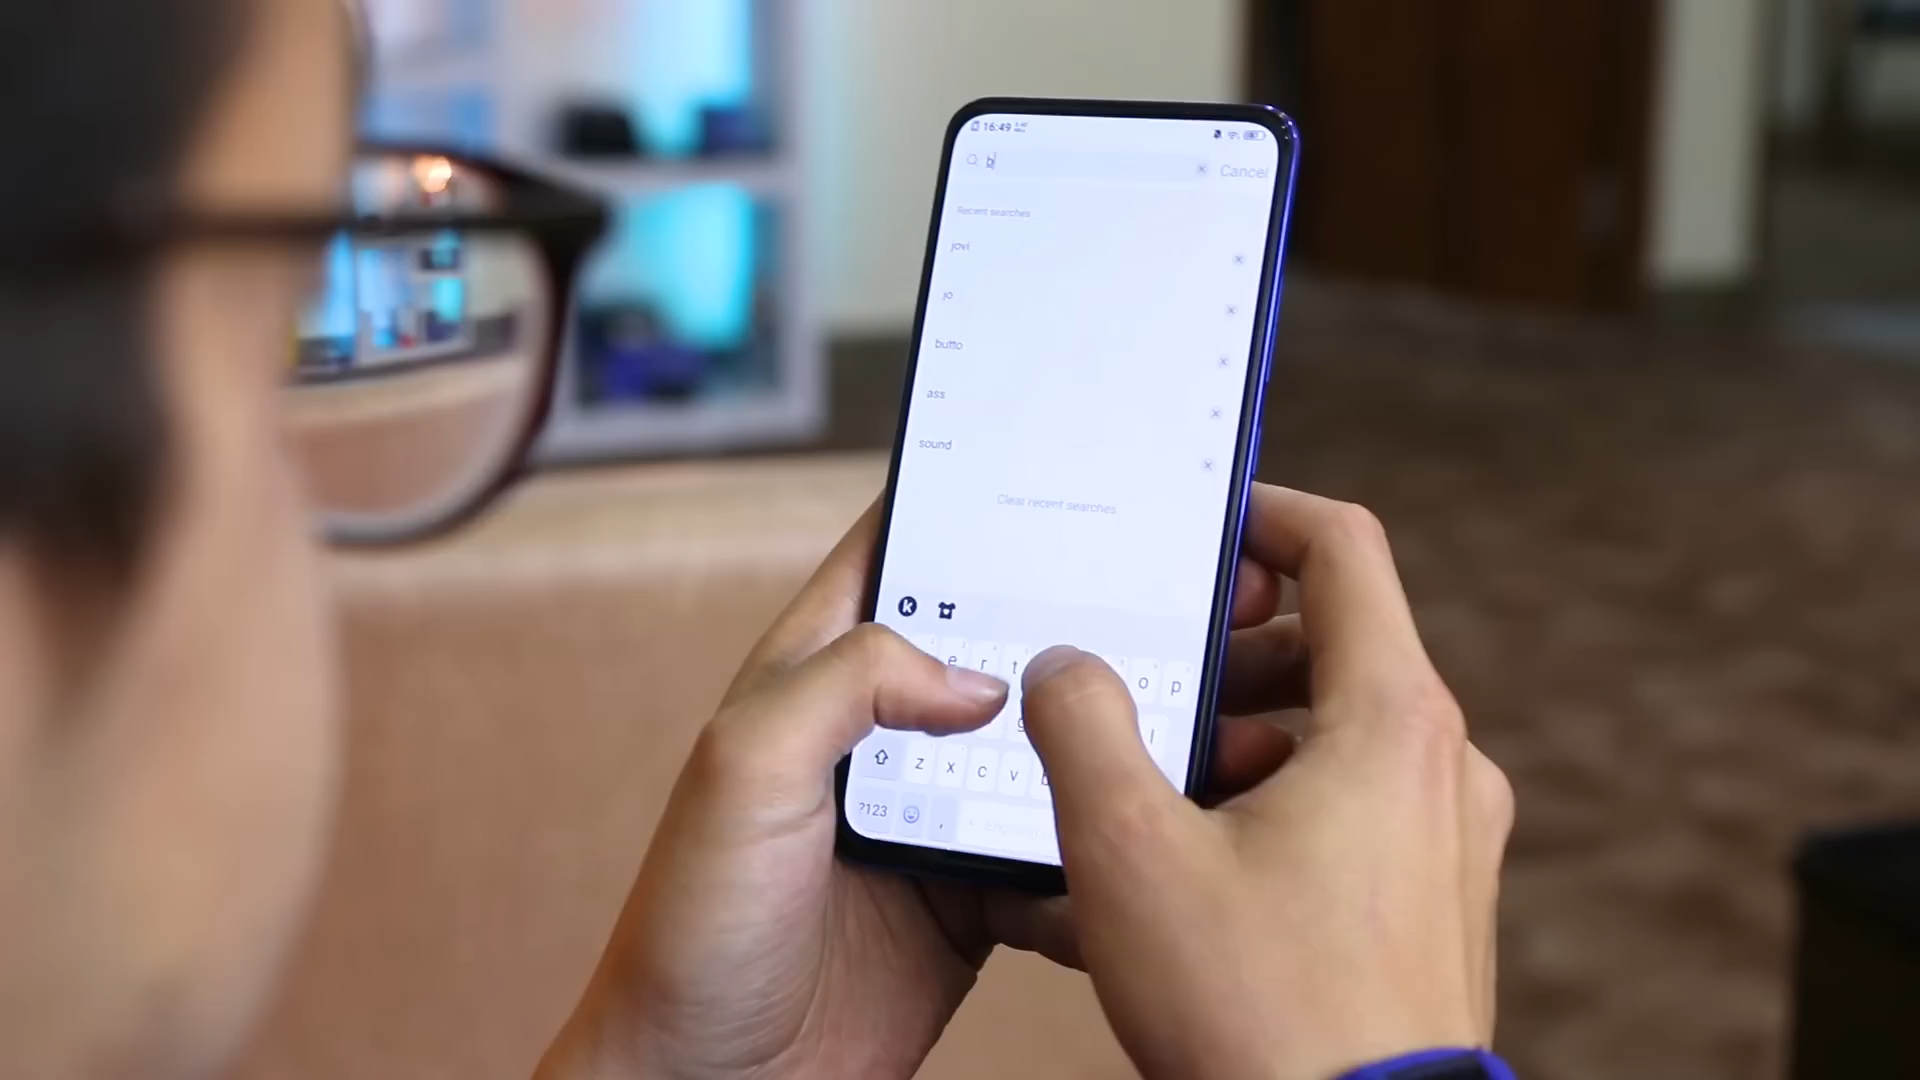 16:49
b
Cancel
Recent searches
jovi
jo
butto
ass
sound
Clear recent searches
k
e r t o p
g l
z x c v b
?123 ,